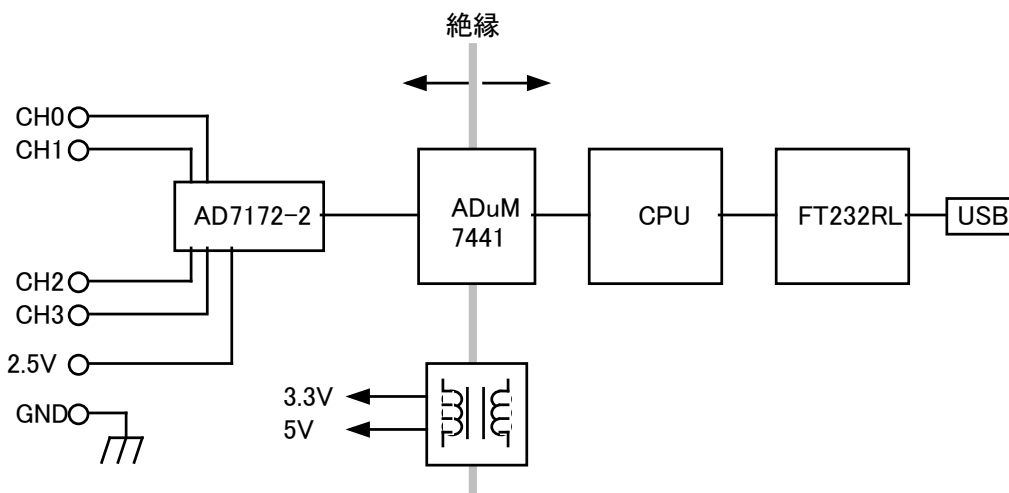 絶縁
CH0
CH1
AD7172-2
ADuM
7441
CPU
FT232RL
USB
CH2
CH3
2.5V
3.3V
GND
5V